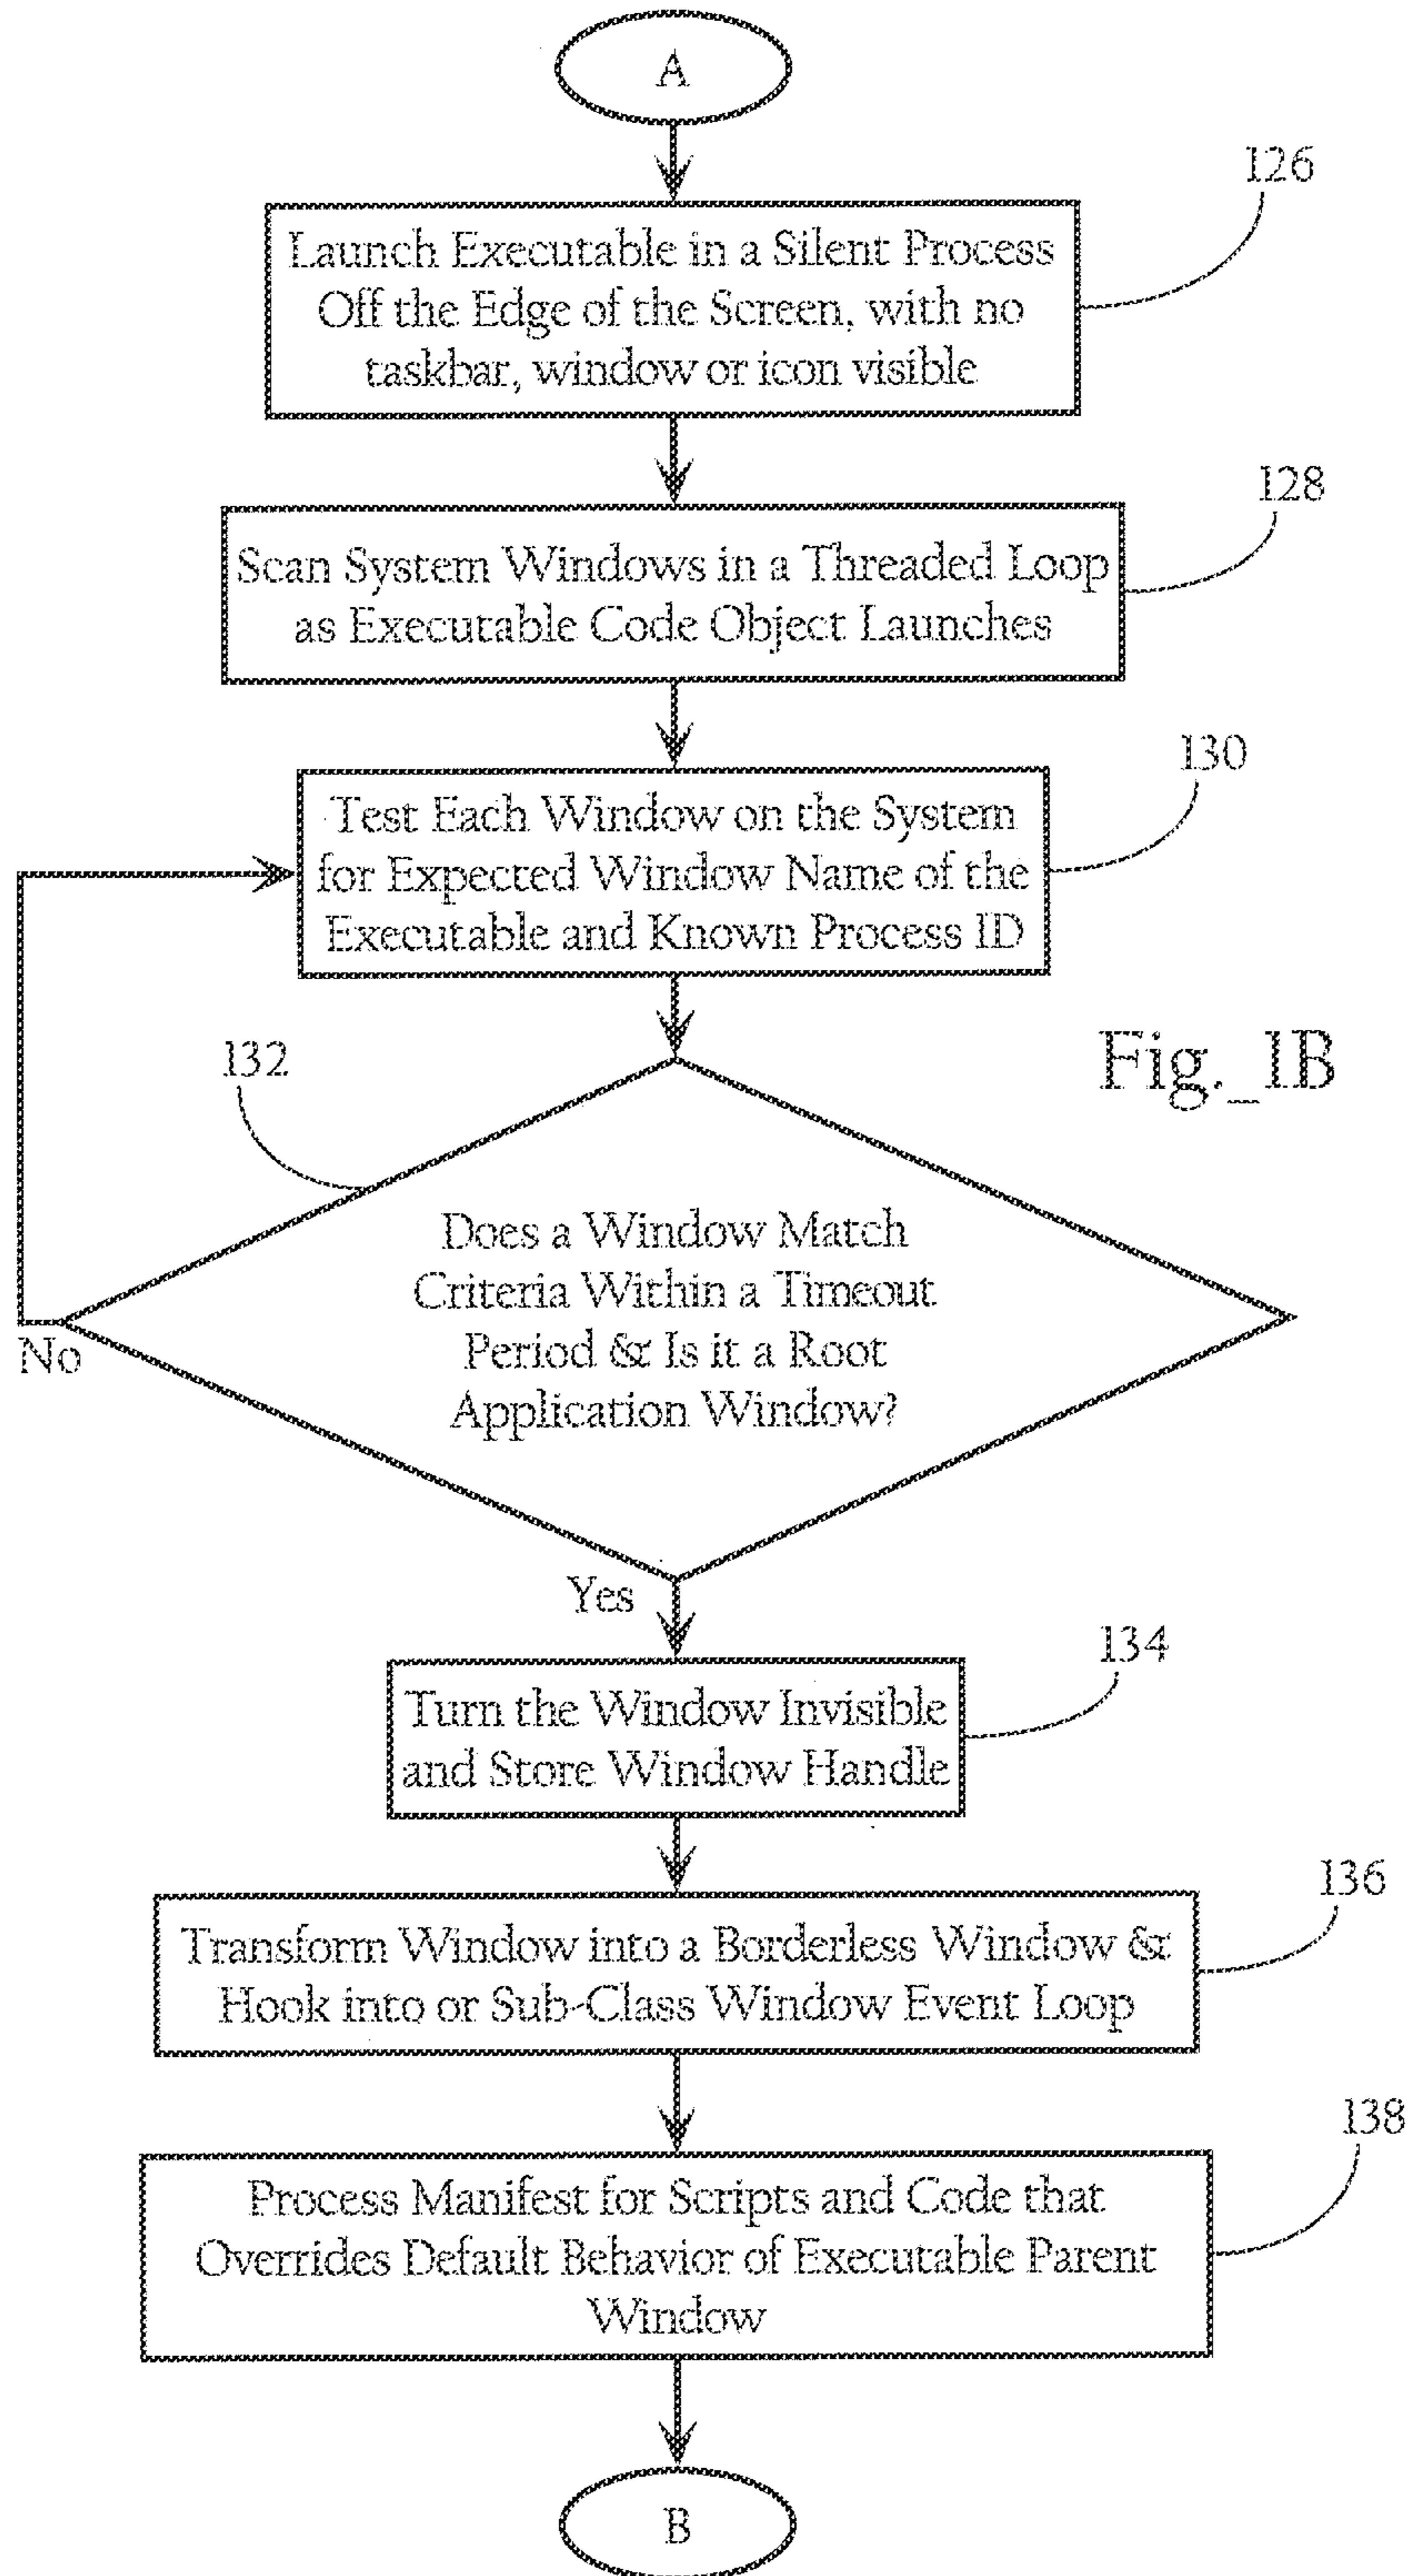 A
126
Launch Executable in a Silent Process
Off the Edge of the Screen, with no
taskbar, window or icon visible
128
Scan System Windows in a Threaded Loop
as Executable Code Object Launches
130
Test Each Window on the System
for Expected Window Name of the
Executable and Known Process ID
Fig._1B
132
Does a Window Match
Criteria Within a Timeout
Period & Is it a Root
Application Window?
No
Yes
134
Turn the Window Invisible
and Store Window Handle
136
Transform Window into a Borderless Window &
Hook into or Sub-Class Window Event Loop
138
Process Manifest for Scripts and Code that
Overrides Default Behavior of Executable Parent
Window
B